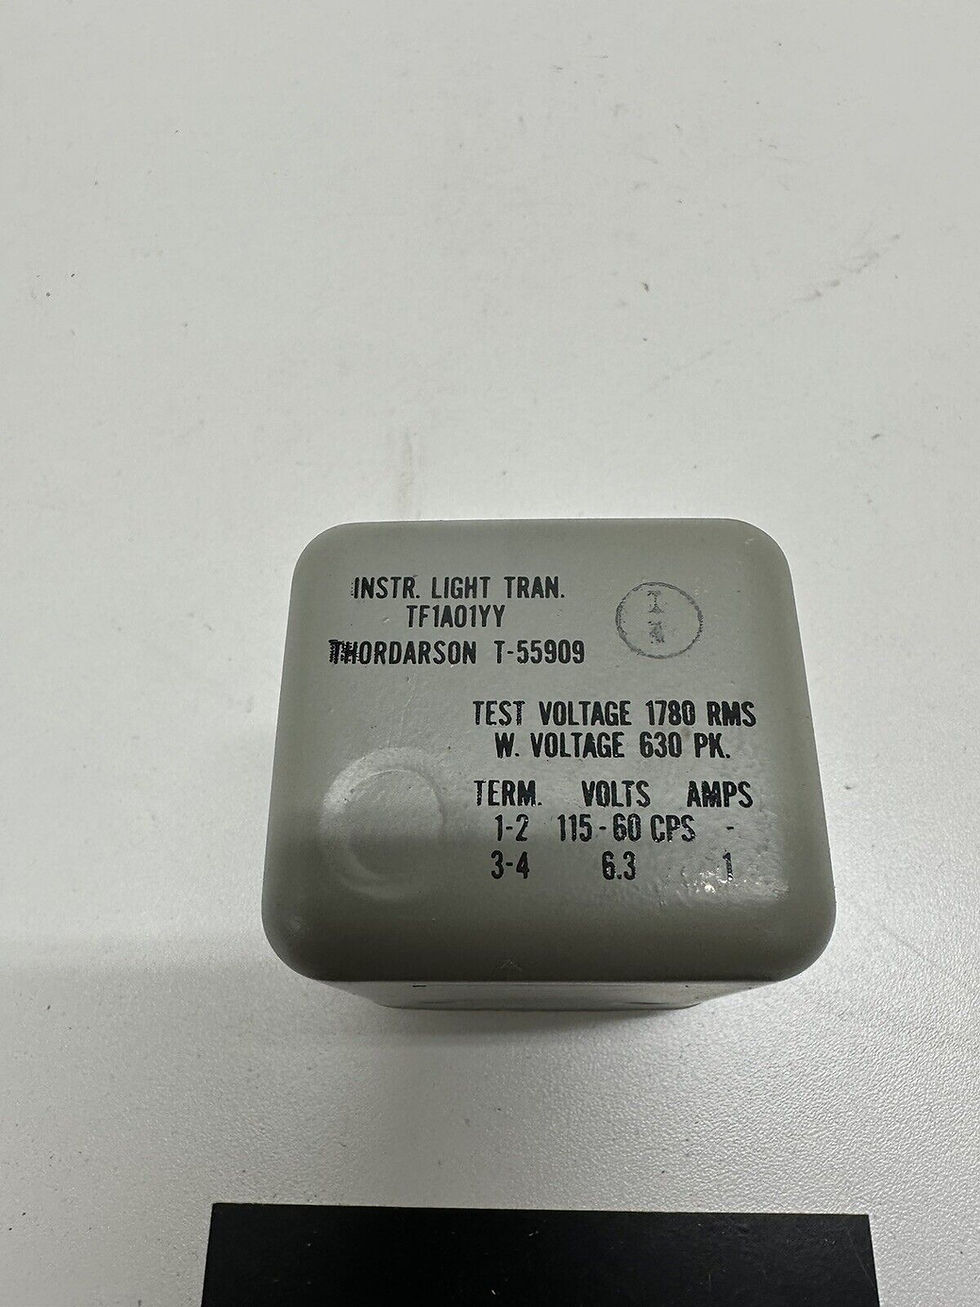 INSTR. LIGHT TRAN.
TF1A01YY
THORDARSON T-55909
TEST VOLTAGE 1780 RMS
W. VOLTAGE 630 PK.
TERM. VOLTS AMPS
1-2 115-60 CPS -
3-4 6.3 1